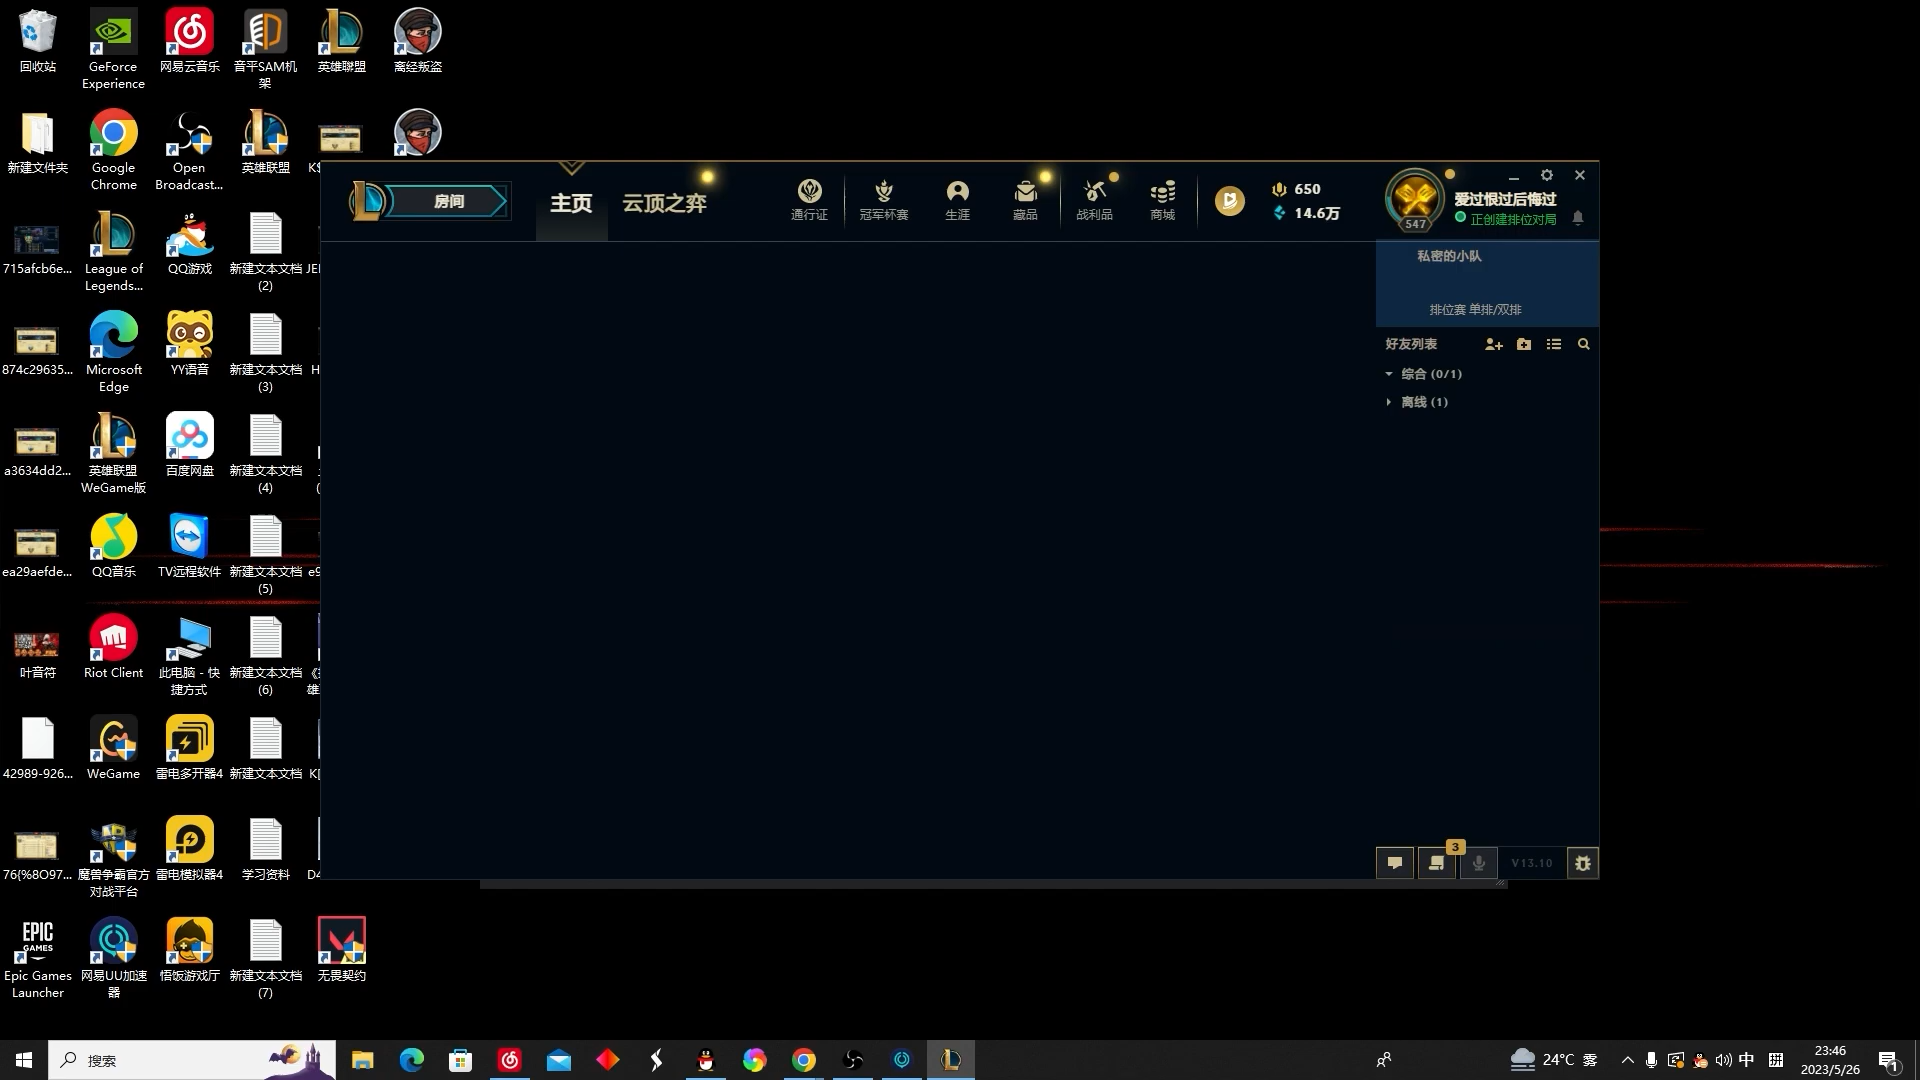 回收站
GeForce
Experience
网易云音乐
音平SAM机
架
英雄聯盟
离经叛盗
新建文件夹
Google
Chrome
Open
Broadcast...
英雄联盟
715afcb6e...
League of
Legends...
QQ游戏
新建文本文档
(2)
874c29635...
Microsoft
Edge
YY语音
新建文本文档
(3)
a3634dd2...
英雄联盟
WeGame版
百度网盘
新建文本文档
(4)
ea29aefde...
QQ音乐
TV远程软件
新建文本文档
(5)
叶音符
Riot Client
此电脑 - 快
捷方式
新建文本文档
(6)
42989-926...
WeGame
雷电多开器4
新建文本文档
76(%8O97...
魔兽争霸官方
对战平台
雷电模拟器4
学习资料
EPIC
GAMES
Epic Games
Launcher
网易UU加速
器
悟饭游戏厅
新建文本文档
(7)
无畏契约
房间
主页
云顶之弈
通行证
冠军杯赛
生涯
藏品
战利品
商城
650
14.6万
547
爱过恨过后悔过
正创建排位对局
私密的小队
排位赛 单排/双排
好友列表
综合 (0/1)
离线 (1)
3
V13.10
搜索
24°C 雾
中
23:46
2023/5/26
1